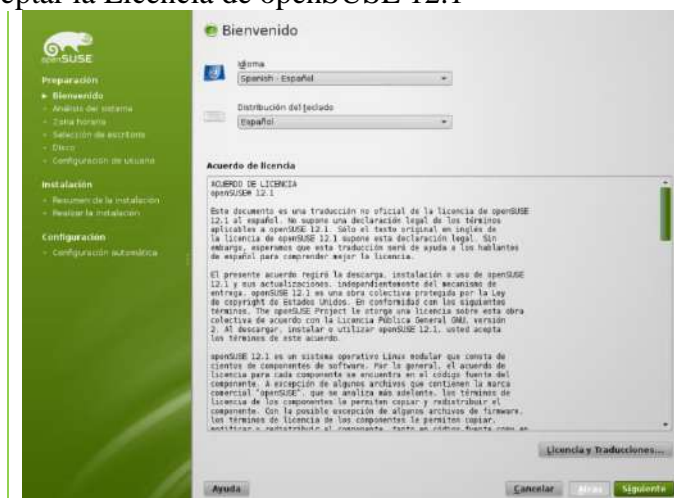 eptar la Licencia de openSUSE 12.1
openSUSE
Preparación
Bienvenido
Análisis del sistema
Zona horaria
Selección de escritorio
Disco
Configuración de usuario
Instalación
Resumen de la instalación
Realizar la instalación
Configuración
Configuración automática
Bienvenido
Idioma
Spanish - Español
Distribución del teclado
Español
Acuerdo de licencia
ACUERDO DE LICENCIA
openSUSE® 12.1
Este documento es una traducción no oficial de la licencia de openSUSE
12.1 al español. No supone una declaración legal de los términos
aplicables a openSUSE 12.1. Sólo el texto original en inglés de
la licencia de openSUSE 12.1 supone esta declaración legal. Sin
embargo, esperamos que esta traducción será de ayuda a los hablantes
de español para comprender mejor la licencia.
El presente acuerdo regirá la descarga, instalación o uso de openSUSE
12.1 y sus actualizaciones, independientemente del mecanismo de
entrega. openSUSE 12.1 es una obra colectiva protegida por la Ley
de copyright de Estados Unidos. En conformidad con los siguientes
términos, The openSUSE Project le otorga una licencia sobre esta obra
colectiva de acuerdo con la Licencia Pública General GNU, versión
2. Al descargar, instalar o utilizar openSUSE 12.1, usted acepta
los términos de este acuerdo.
openSUSE 12.1 es un sistema operativo Linux modular que consta de
cientos de componentes de software. Por lo general, el acuerdo de
licencia para cada componente se encuentra en el código fuente del
componente. A excepción de algunos archivos que contienen la marca
comercial "openSUSE", que se analiza más adelante, los términos de
licencia de los componentes le permiten copiar y redistribuir el
componente. Con la posible excepción de algunos archivos de firmware,
los términos de licencia de los componentes le permiten copiar,
modificar y redistribuir el componente, tanto en código fuente como en
Licencia y Traducciones...
Ayuda
Cancelar
Atrás
Siguiente